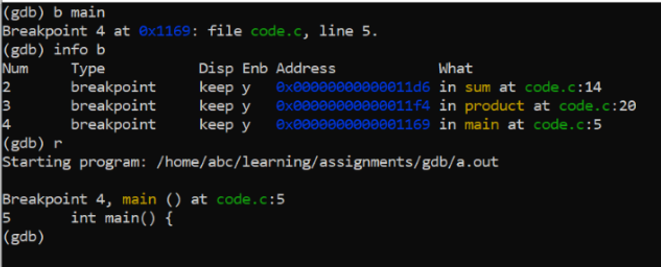 (gdb) b main
Breakpoint 4 at 0x1169: file code.c, line 5.
(gdb) info b
Num     Type           Disp Enb Address            What
2       breakpoint     keep y   0x00000000000011d6 in sum at code.c:14
3       breakpoint     keep y   0x00000000000011f4 in product at code.c:20
4       breakpoint     keep y   0x0000000000001169 in main at code.c:5
(gdb) r
Starting program: /home/abc/learning/assignments/gdb/a.out
Breakpoint 4, main () at code.c:5
5       int main() {
(gdb)